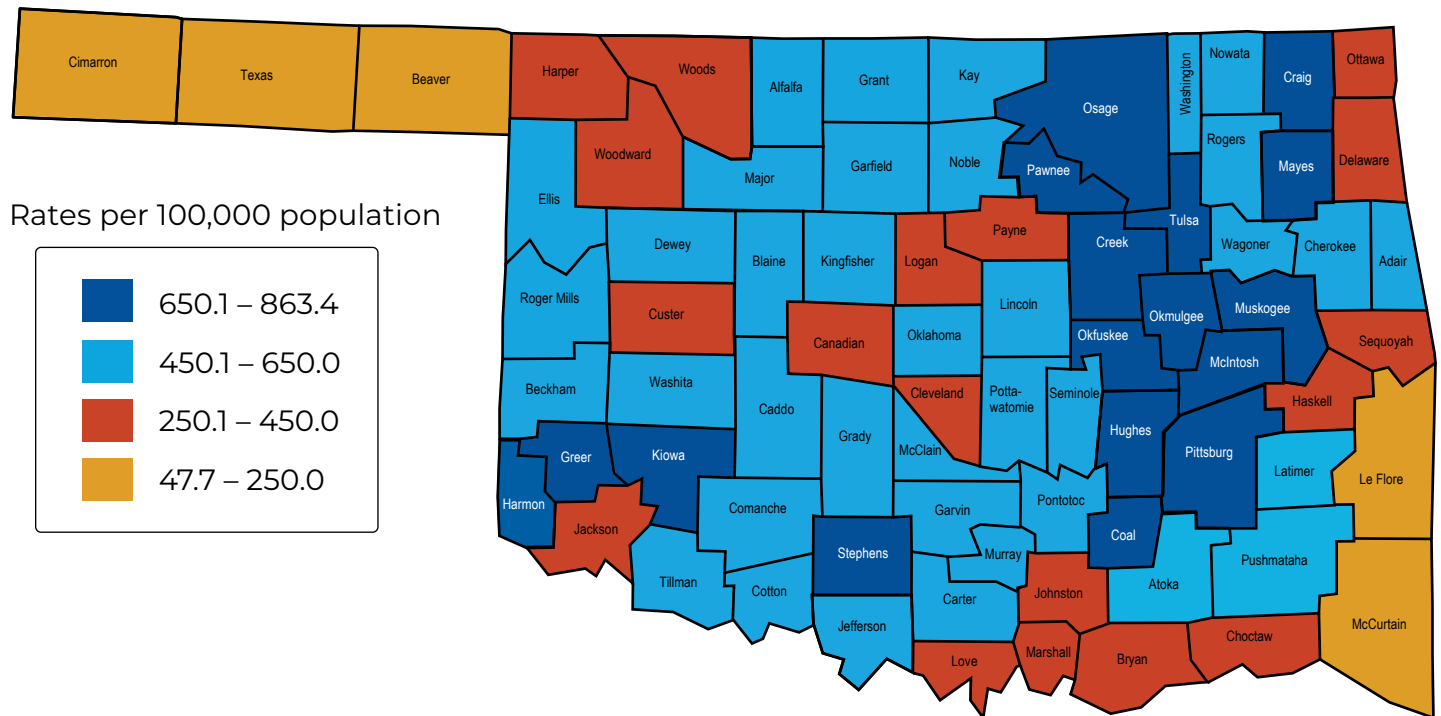 Cimarron
Texas
Beaver
Harper
Woods
Alfalfa
Grant
Kay
Osage
Washington
Nowata
Craig
Ottawa
Woodward
Major
Garfield
Noble
Pawnee
Rogers
Mayes
Delaware
Ellis
Rates per 100,000 population
650.1 – 863.4
450.1 – 650.0
250.1 – 450.0
47.7 – 250.0
Dewey
Blaine
Kingfisher
Logan
Payne
Creek
Tulsa
Wagoner
Cherokee
Adair
Roger Mills
Custer
Canadian
Oklahoma
Lincoln
Okfuskee
Okmulgee
Muskogee
McIntosh
Sequoyah
Beckham
Washita
Caddo
Grady
Cleveland
McClain
Potta-
watomie
Seminole
Hughes
Pittsburg
Haskell
Latimer
Le Flore
Harmon
Greer
Kiowa
Jackson
Comanche
Stephens
Garvin
Murray
Pontotoc
Coal
Atoka
Pushmataha
Tillman
Cotton
Jefferson
Carter
Johnston
Love
Marshall
Bryan
Choctaw
McCurtain